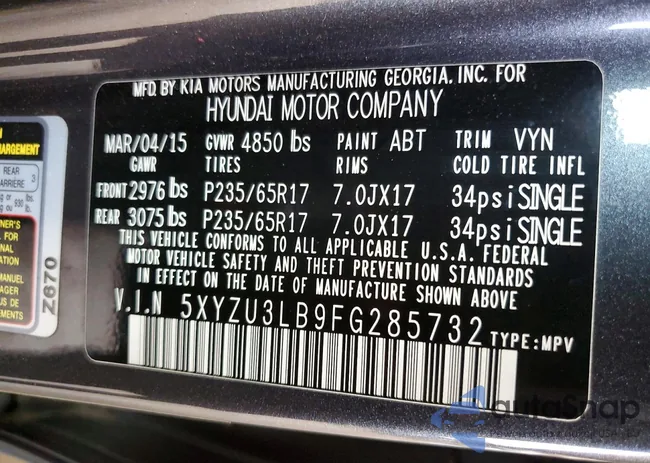 MFD. BY KIA MOTORS MANUFACTURING GEORGIA, INC. FOR
HYUNDAI MOTOR COMPANY
MAR/04/15 GVWR 4850 lbs PAINT ABT TRIM VYN
GAWR TIRES RIMS COLD TIRE INFL
FRONT 2976 lbs P235/65R17 7.0JX17 34psi SINGLE
REAR 3075 lbs P235/65R17 7.0JX17 34psi SINGLE
THIS VEHICLE CONFORMS TO ALL APPLICABLE U.S.A. FEDERAL
MOTOR VEHICLE SAFETY AND THEFT PREVENTION STANDARDS
IN EFFECT ON THE DATE OF MANUFACTURE SHOWN ABOVE
V.I.N 5XYZU3LB9FG285732 TYPE:MPV
REAR
3
Z670
autoSnap